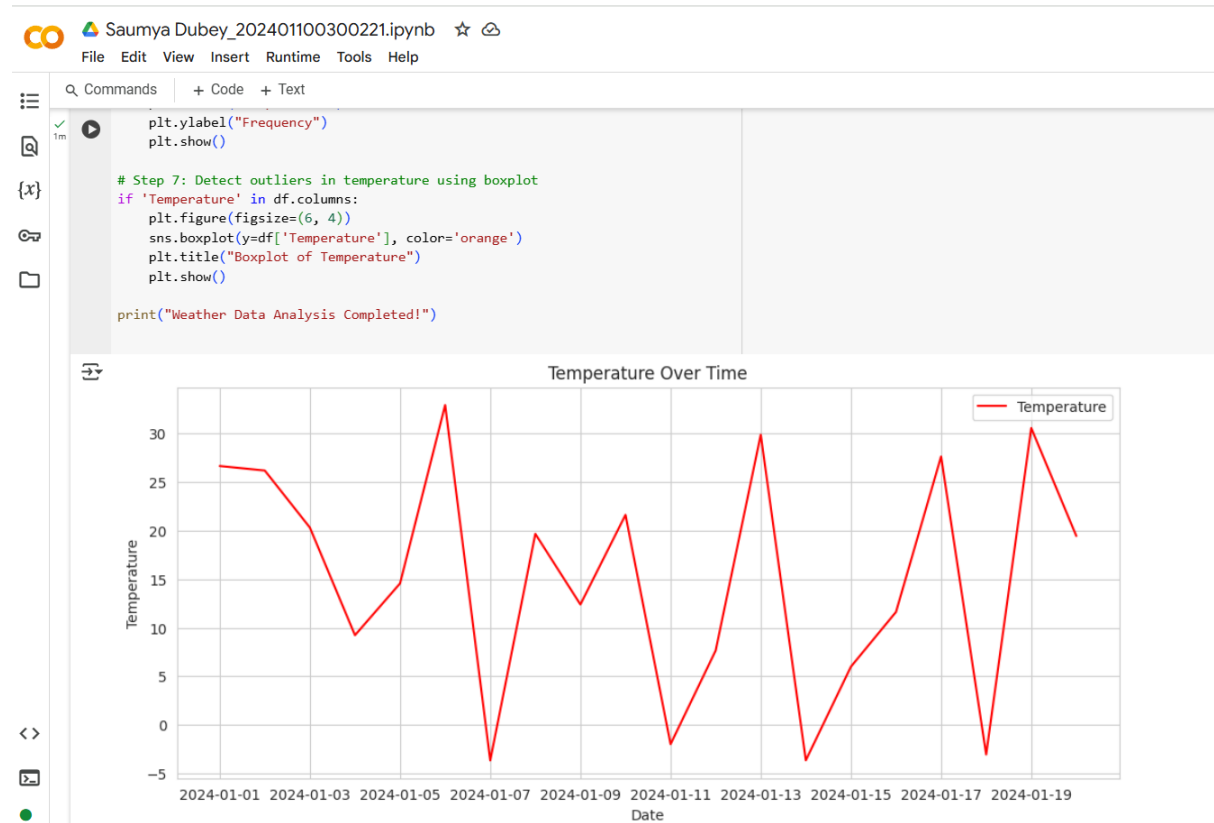 Saumya Dubey_202401100300221.ipynb
File Edit View Insert Runtime Tools Help
Commands + Code + Text
1m
plt.ylabel("Frequency")
plt.show()
# Step 7: Detect outliers in temperature using boxplot
if 'Temperature' in df.columns:
plt.figure(figsize=(6, 4))
sns.boxplot(y=df['Temperature'], color='orange')
plt.title("Boxplot of Temperature")
plt.show()
print("Weather Data Analysis Completed!")
Temperature Over Time
Temperature
30
25
20
15
10
5
0
−5
Temperature
2024-01-01 2024-01-03 2024-01-05 2024-01-07 2024-01-09 2024-01-11 2024-01-13 2024-01-15 2024-01-17 2024-01-19
Date